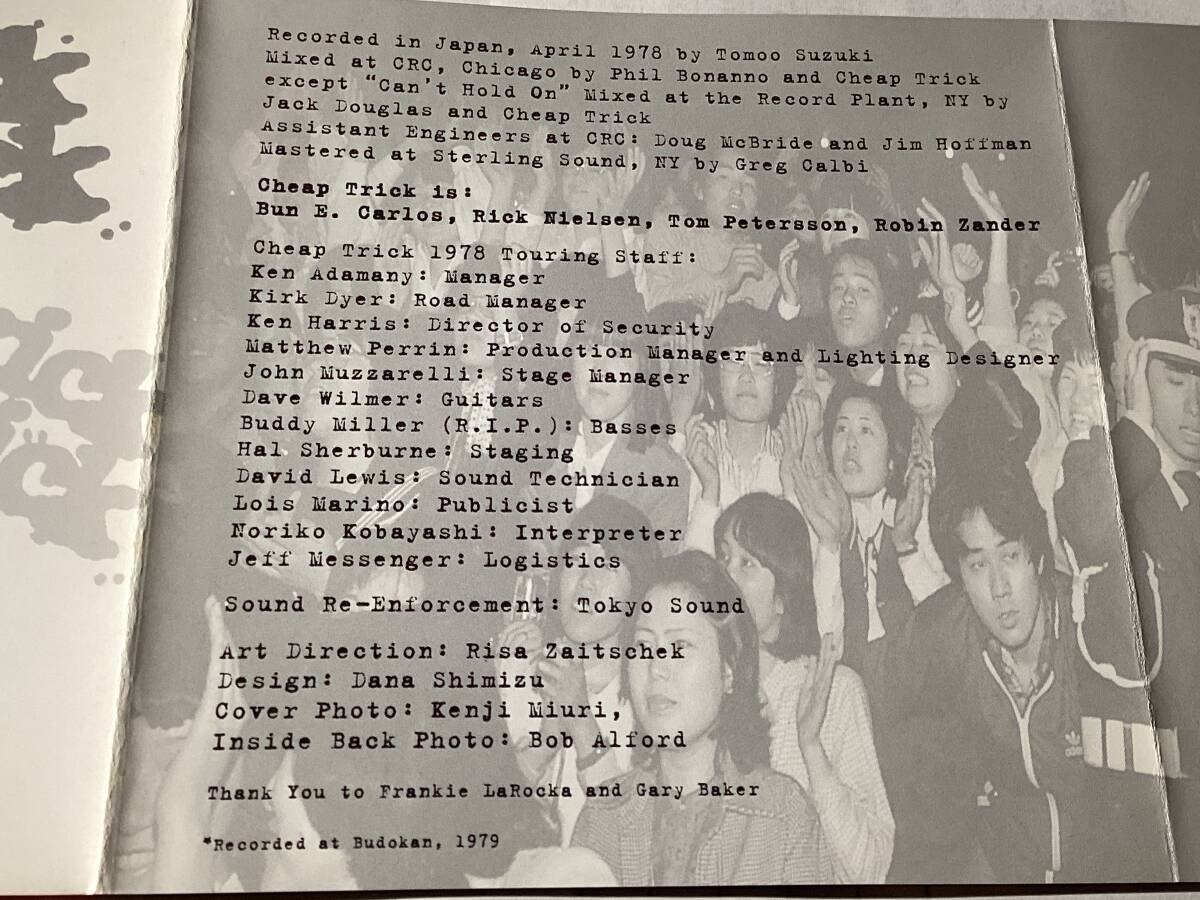 Recorded in Japan, April 1978 by Tomoo Suzuki
Mixed at CRC, Chicago by Phil Bonanno and Cheap Trick
except “Can't Hold On” Mixed at the Record Plant, NY by
Jack Douglas and Cheap Trick
Assistant Engineers at CRC: Doug McBride and Jim Hoffman
Mastered at Sterling Sound, NY by Greg Calbi
Cheap Trick is:
Bun E. Carlos, Rick Nielsen, Tom Petersson, Robin Zander
Cheap Trick 1978 Touring Staff:
Ken Adamany: Manager
Kirk Dyer: Road Manager
Ken Harris: Director of Security
Matthew Perrin: Production Manager and Lighting Designer
John Muzzarelli: Stage Manager
Dave Wilmer: Guitars
Buddy Miller (R.I.P.): Basses
Hal Sherburne: Staging
David Lewis: Sound Technician
Lois Marino: Publicist
Noriko Kobayashi: Interpreter
Jeff Messenger: Logistics
Sound Re-Enforcement: Tokyo Sound
Art Direction: Risa Zaitschek
Design: Dana Shimizu
Cover Photo: Kenji Miuri,
Inside Back Photo: Bob Alford
Thank You to Frankie LaRocka and Gary Baker
*Recorded at Budokan, 1979
adidas